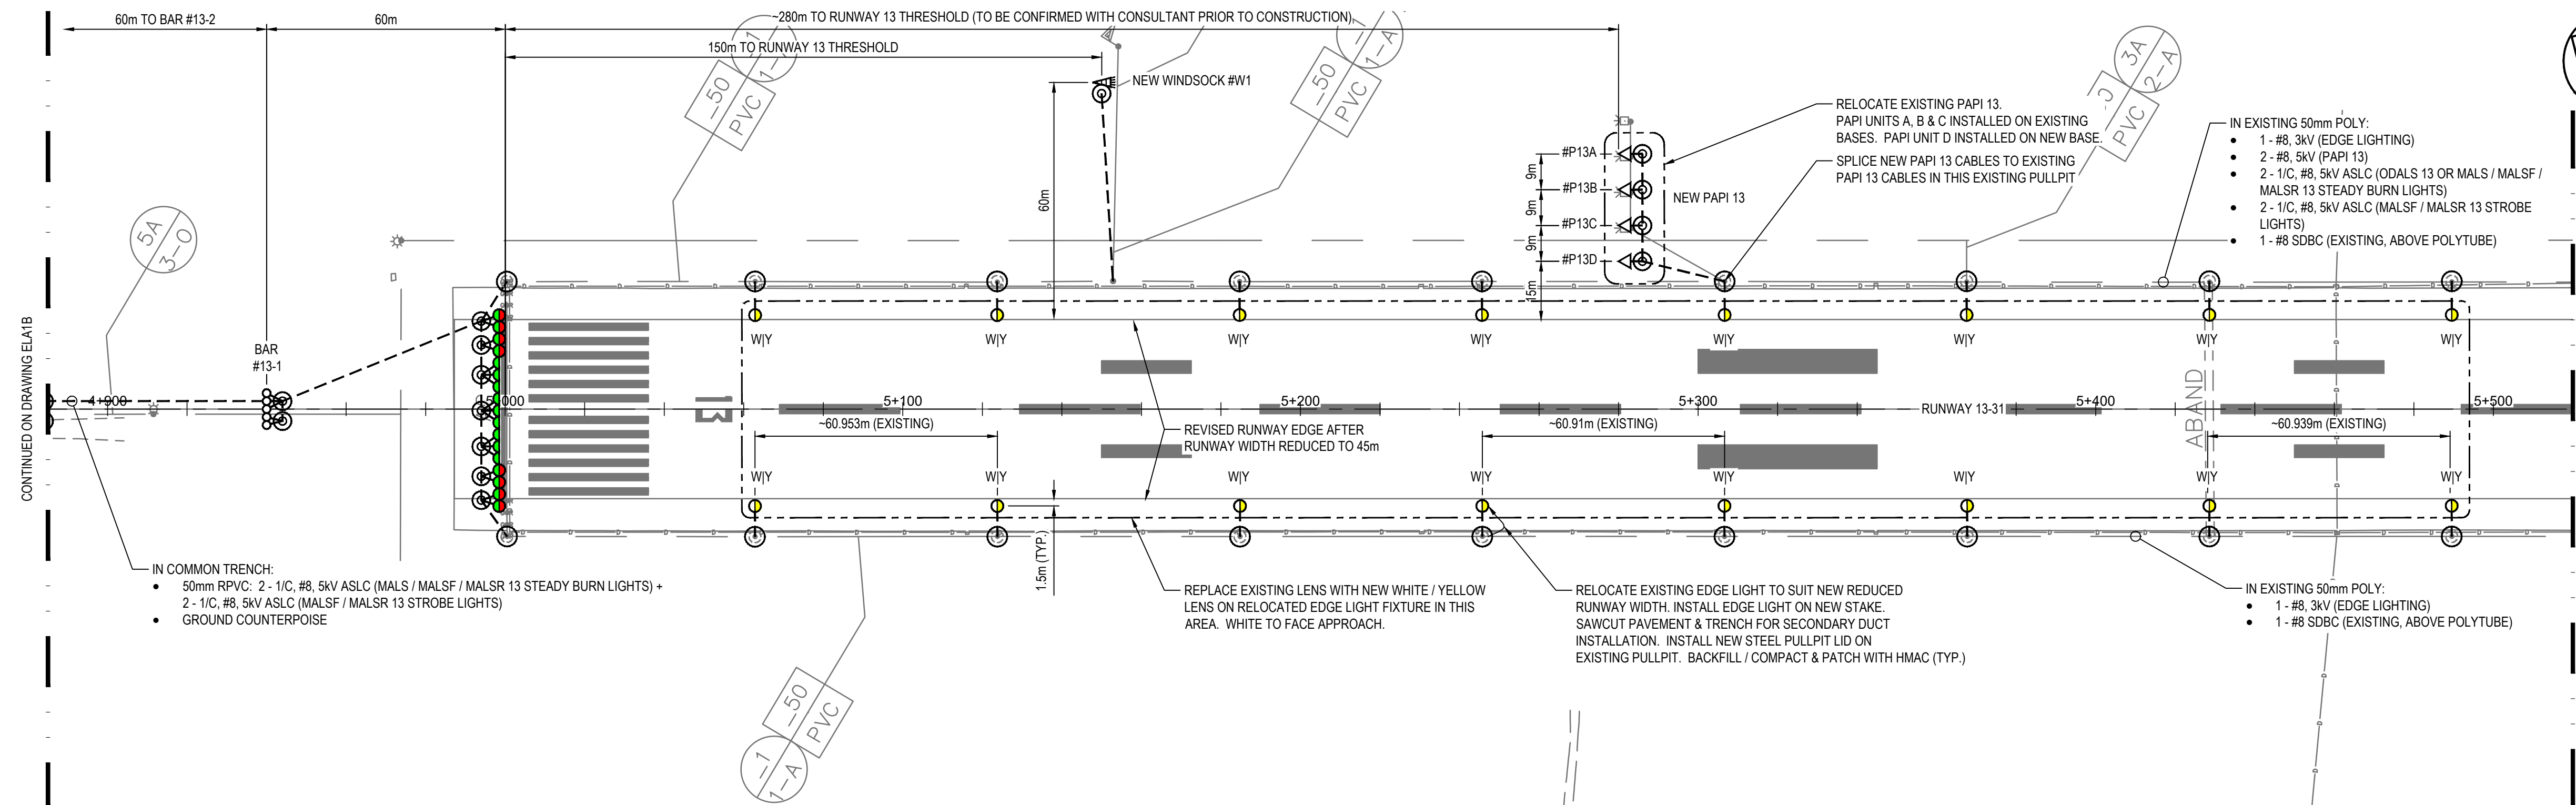 60m TO BAR #13-2
60m
~280m TO RUNWAY 13 THRESHOLD (TO BE CONFIRMED WITH CONSULTANT PRIOR TO CONSTRUCTION)
150m TO RUNWAY 13 THRESHOLD
NEW WINDSOCK #W1
60m
_50
PVC
_1
1-A
_50
PVC
1-A
3A
2-A
PVC
5A
3-0
#P13A
#P13B
#P13C
#P13D
9m
9m
9m
15m
NEW PAPI 13
RELOCATE EXISTING PAPI 13.
PAPI UNITS A, B & C INSTALLED ON EXISTING
BASES. PAPI UNIT D INSTALLED ON NEW BASE.
SPLICE NEW PAPI 13 CABLES TO EXISTING
PAPI 13 CABLES IN THIS EXISTING PULLPIT
IN EXISTING 50mm POLY:
• 1 - #8, 3kV (EDGE LIGHTING)
• 2 - #8, 5kV (PAPI 13)
• 2 - 1/C, #8, 5kV ASLC (ODALS 13 OR MALS / MALSF /
MALSR 13 STEADY BURN LIGHTS)
• 2 - 1/C, #8, 5kV ASLC (MALSF / MALSR 13 STROBE
LIGHTS)
• 1 - #8 SDBC (EXISTING, ABOVE POLYTUBE)
CONTINUED ON DRAWING ELA1B
BAR
#13-1
W|Y
W|Y
W|Y
W|Y
W|Y
W|Y
W|Y
W|Y
4+900
5+000
13
5+100
5+200
5+300
RUNWAY 13-31
5+400
5+500
ABAND
~60.953m (EXISTING)
~60.91m (EXISTING)
~60.939m (EXISTING)
REVISED RUNWAY EDGE AFTER
RUNWAY WIDTH REDUCED TO 45m
W|Y
W|Y
W|Y
W|Y
W|Y
W|Y
W|Y
W|Y
1.5m (TYP.)
IN COMMON TRENCH:
• 50mm RPVC: 2 - 1/C, #8, 5kV ASLC (MALS / MALSF / MALSR 13 STEADY BURN LIGHTS) +
2 - 1/C, #8, 5kV ASLC (MALSF / MALSR 13 STROBE LIGHTS)
• GROUND COUNTERPOISE
REPLACE EXISTING LENS WITH NEW WHITE / YELLOW
LENS ON RELOCATED EDGE LIGHT FIXTURE IN THIS
AREA. WHITE TO FACE APPROACH.
RELOCATE EXISTING EDGE LIGHT TO SUIT NEW REDUCED
RUNWAY WIDTH. INSTALL EDGE LIGHT ON NEW STAKE.
SAWCUT PAVEMENT & TRENCH FOR SECONDARY DUCT
INSTALLATION. INSTALL NEW STEEL PULLPIT LID ON
EXISTING PULLPIT. BACKFILL / COMPACT & PATCH WITH HMAC (TYP.)
IN EXISTING 50mm POLY:
• 1 - #8, 3kV (EDGE LIGHTING)
• 1 - #8 SDBC (EXISTING, ABOVE POLYTUBE)
_50
PVC
_1
1-A